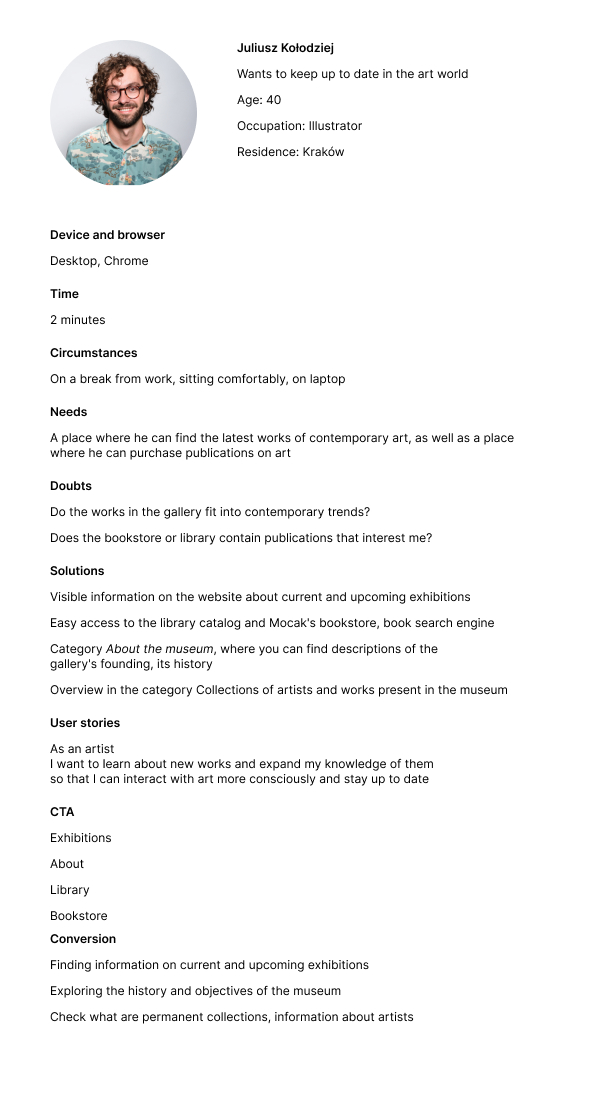 Juliusz Kołodziej
Wants to keep up to date in the art world
Age: 40
Occupation: Illustrator
Residence: Kraków
Device and browser
Desktop, Chrome
Time
2 minutes
Circumstances
On a break from work, sitting comfortably, on laptop
Needs
A place where he can find the latest works of contemporary art, as well as a place
where he can purchase publications on art
Doubts
Do the works in the gallery fit into contemporary trends?
Does the bookstore or library contain publications that interest me?
Solutions
Visible information on the website about current and upcoming exhibitions
Easy access to the library catalog and Mocak's bookstore, book search engine
Category About the museum, where you can find descriptions of the
gallery's founding, its history
Overview in the category Collections of artists and works present in the museum
User stories
As an artist
I want to learn about new works and expand my knowledge of them
so that I can interact with art more consciously and stay up to date
CTA
Exhibitions
About
Library
Bookstore
Conversion
Finding information on current and upcoming exhibitions
Exploring the history and objectives of the museum
Check what are permanent collections, information about artists